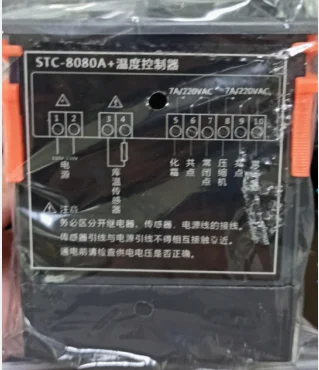 STC-8080A+温度控制器
7A/220VAC 7A/220VAC
1 2 3 4 5 6 7 8 9 10
电源
库温传感器
化霜
共点
常闭点
压缩机
注意
务必区分开继电器、传感器、电源线的接线。
传感器引线与电源引线不得相互接触
通电前请检查供电电压是否正确。